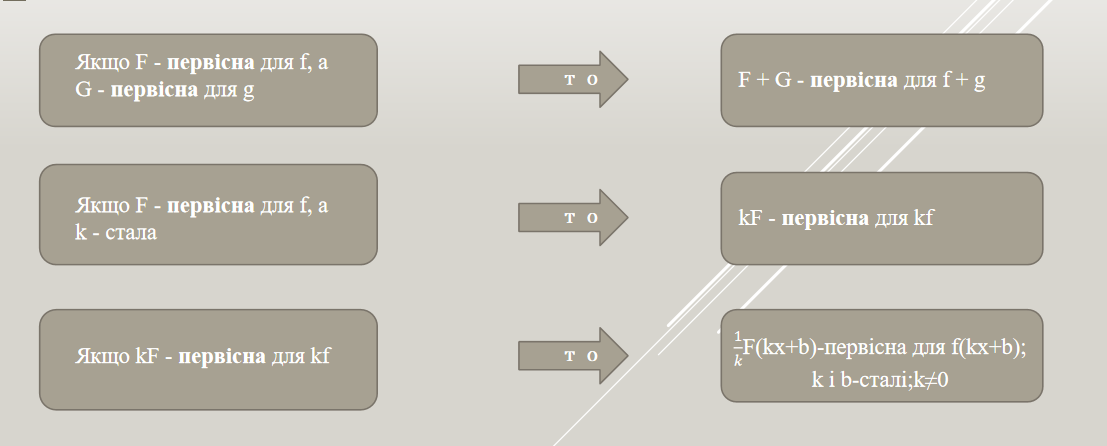 Якщо F - первісна для f, а
G - первісна для g
т о
F + G - первісна для f + g
Якщо F - первісна для f, а
k - стала
т о
kF - первісна для kf
Якщо kF - первісна для kf
т о
1/k F(kx+b)-первісна для f(kx+b);
k і b-сталі;k≠0